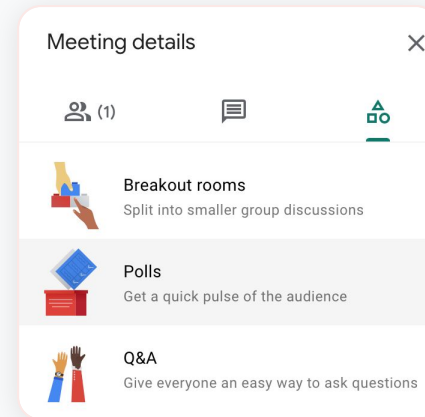 Meeting details
(1)
Breakout rooms
Split into smaller group discussions
Polls
Get a quick pulse of the audience
Q&A
Give everyone an easy way to ask questions